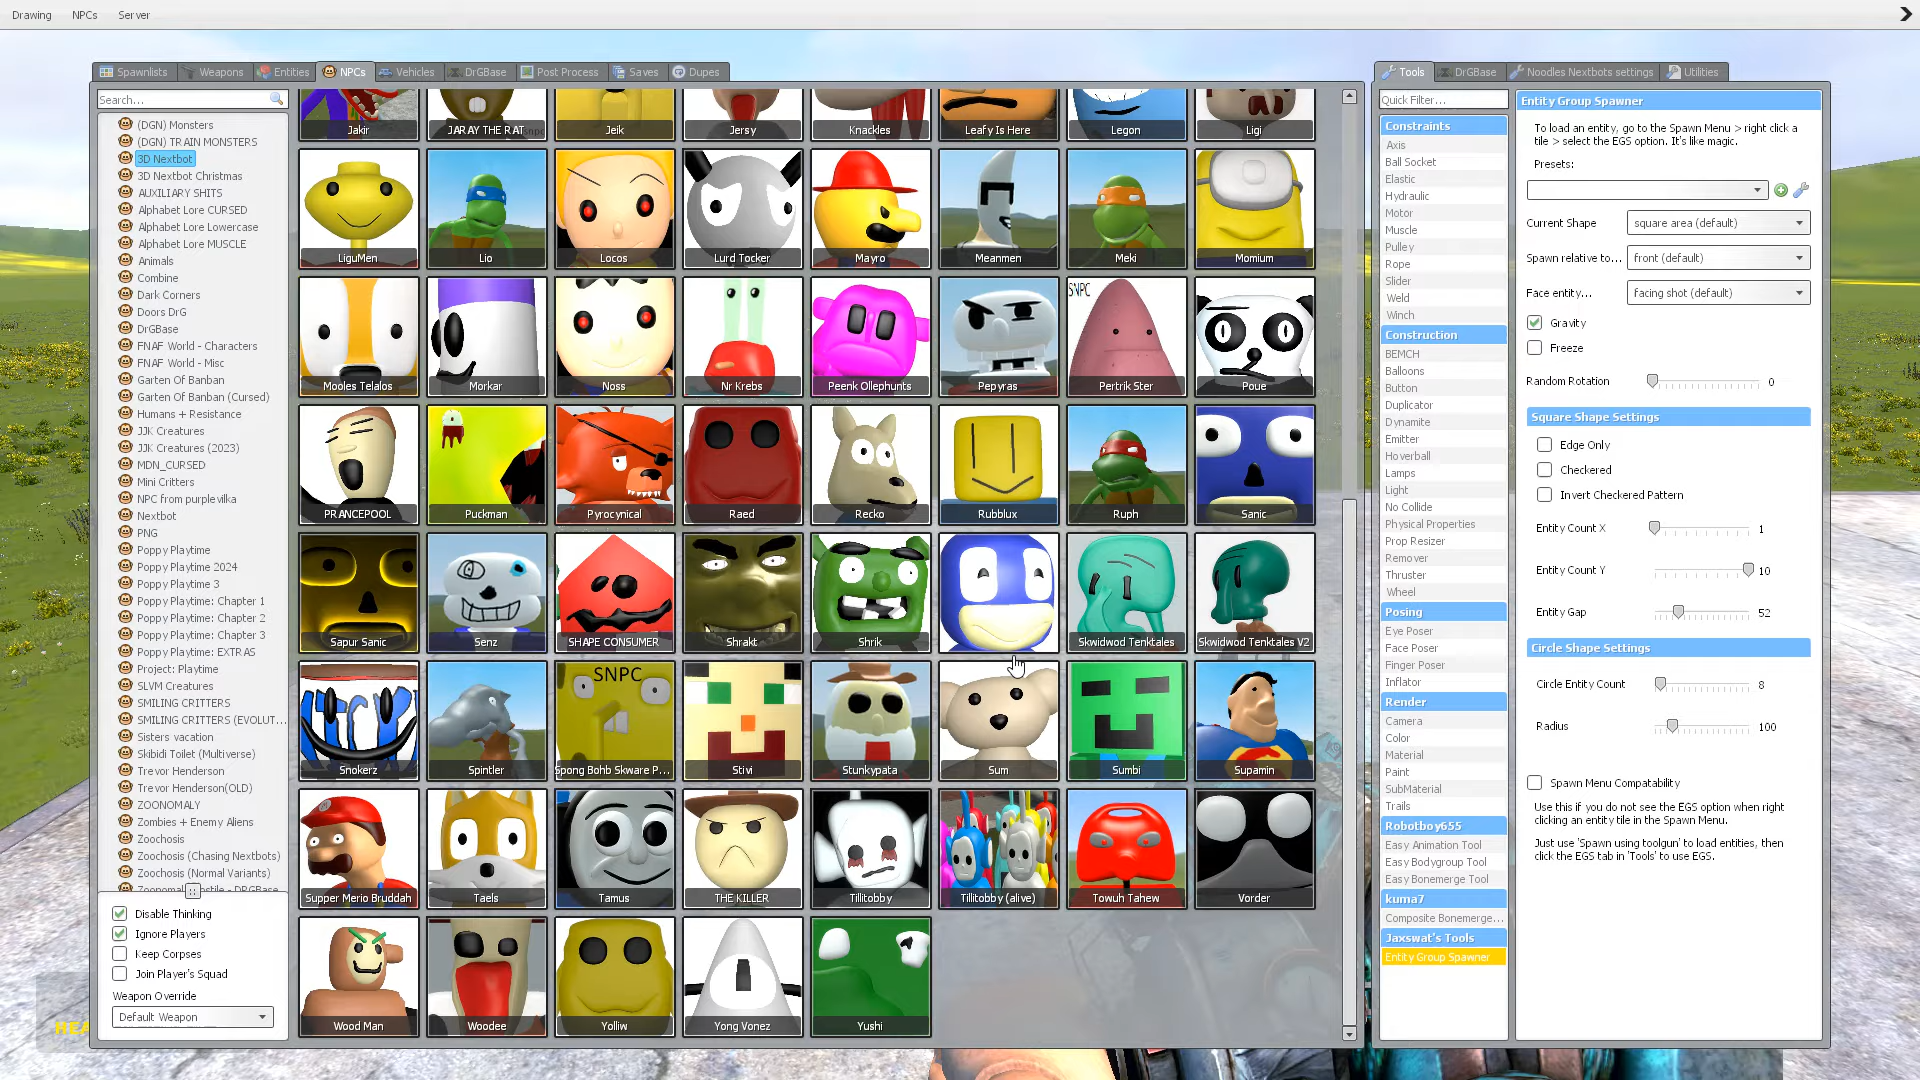 Drawing NPCs Server
Spawnlists Weapons Entities NPCs Vehicles DrGBase Post Process Saves Dupes
Search...
(DGN) Monsters
(DGN) TRAIN MONSTERS
3D Nextbot
3D Nextbot Christmas
AUXILIARY SHITS
Alphabet Lore CURSED
Alphabet Lore Lowercase
Alphabet Lore MUSCLE
Animals
Combine
Dark Corners
Doors DrG
DrGBase
FNAF World - Characters
FNAF World - Misc
Garten Of Banban
Garten Of Banban (Cursed)
Humans + Resistance
JJK Creatures
JJK Creatures (2023)
MDN_CURSED
Mini Critters
NPC from purplevilka
Nextbot
PNG
Poppy Playtime
Poppy Playtime 2024
Poppy Playtime 3
Poppy Playtime: Chapter 1
Poppy Playtime: Chapter 2
Poppy Playtime: Chapter 3
Poppy Playtime: EXTRAS
Project: Playtime
SLVM Creatures
SMILING CRITTERS
SMILING CRITTERS (EVOLUT...
Sisters vacation
Skibidi Toilet (Multiverse)
Trevor Henderson
Trevor Henderson(OLD)
ZOONOMALY
Zombies + Enemy Aliens
Zoochosis
Zoochosis (Chasing Nextbots)
Zoochosis (Normal Variants)
Disable Thinking
Ignore Players
Keep Corpses
Join Player's Squad
Weapon Override
Default Weapon
HEA
Jakir JARAY THE RAT Jeik Jersy Knackles Leafy Is Here Legon Ligi
LiguMen Lio Locos Lurd Tocker Mayro Meanmen Meki Momium
SNPC
Mooles Telalos Morkar Noss Nr Krebs Peenk Ollephunts Pepyras Pertrik Ster Poue
PRANCEPOOL Puckman Pyrocynical Raed Recko Rubblux Ruph Sanic
Sapur Sanic Senz SHAPE CONSUMER Shrakt Shrik Skwidwod Tenktales Skwidwod Tenktales V2
SNPC
Snokerz Spintler Spong Bohb Skware P... Stivi Stunkypata Sum Sumbi Supamin
Supper Merio Bruddah Taels Tamus THE KILLER Tillitobby Tillitobby (alive) Towuh Tahew Vorder
Wood Man Woodee Yolliw Yong Vonez Yushi
Tools DrGBase Noodles Nextbots settings Utilities
Quick Filter...
Constraints
Axis
Ball Socket
Elastic
Hydraulic
Motor
Muscle
Pulley
Rope
Slider
Weld
Winch
Construction
BEMCH
Balloons
Button
Duplicator
Dynamite
Emitter
Hoverball
Lamps
Light
No Collide
Physical Properties
Prop Resizer
Remover
Thruster
Wheel
Posing
Eye Poser
Face Poser
Finger Poser
Inflator
Render
Camera
Color
Material
Paint
SubMaterial
Trails
Robotboy655
Easy Animation Tool
Easy Bodygroup Tool
Easy Bonemerge Tool
kuma7
Composite Bonemerge...
Jaxswat's Tools
Entity Group Spawner
Entity Group Spawner
To load an entity, go to the Spawn Menu > right click a
tile > select the EGS option. It's like magic.
Presets:
Current Shape square area (default)
Spawn relative to... front (default)
Face entity... facing shot (default)
Gravity
Freeze
Random Rotation 0
Square Shape Settings
Edge Only
Checkered
Invert Checkered Pattern
Entity Count X 1
Entity Count Y 10
Entity Gap 52
Circle Shape Settings
Circle Entity Count 8
Radius 100
Spawn Menu Compatability
Use this if you do not see the EGS option when right
clicking an entity tile in the Spawn Menu.
Just use 'Spawn using toolgun' to load entities, then
click the EGS tab in 'Tools' to use EGS.